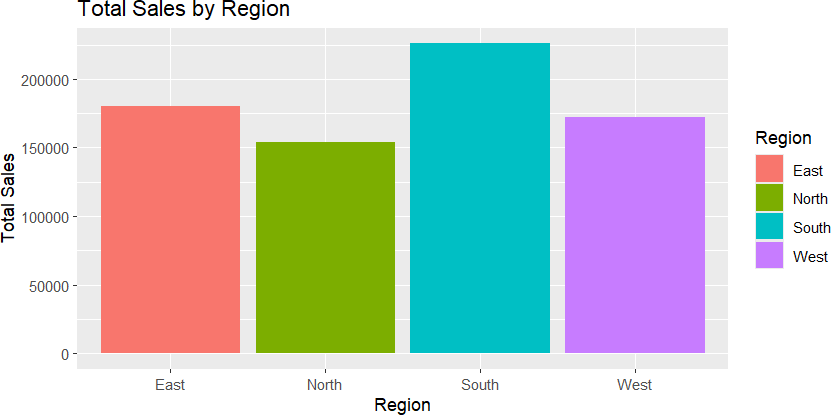 Total Sales by Region
Total Sales
200000
150000
100000
50000
0
East North South West
Region
Region
East
North
South
West